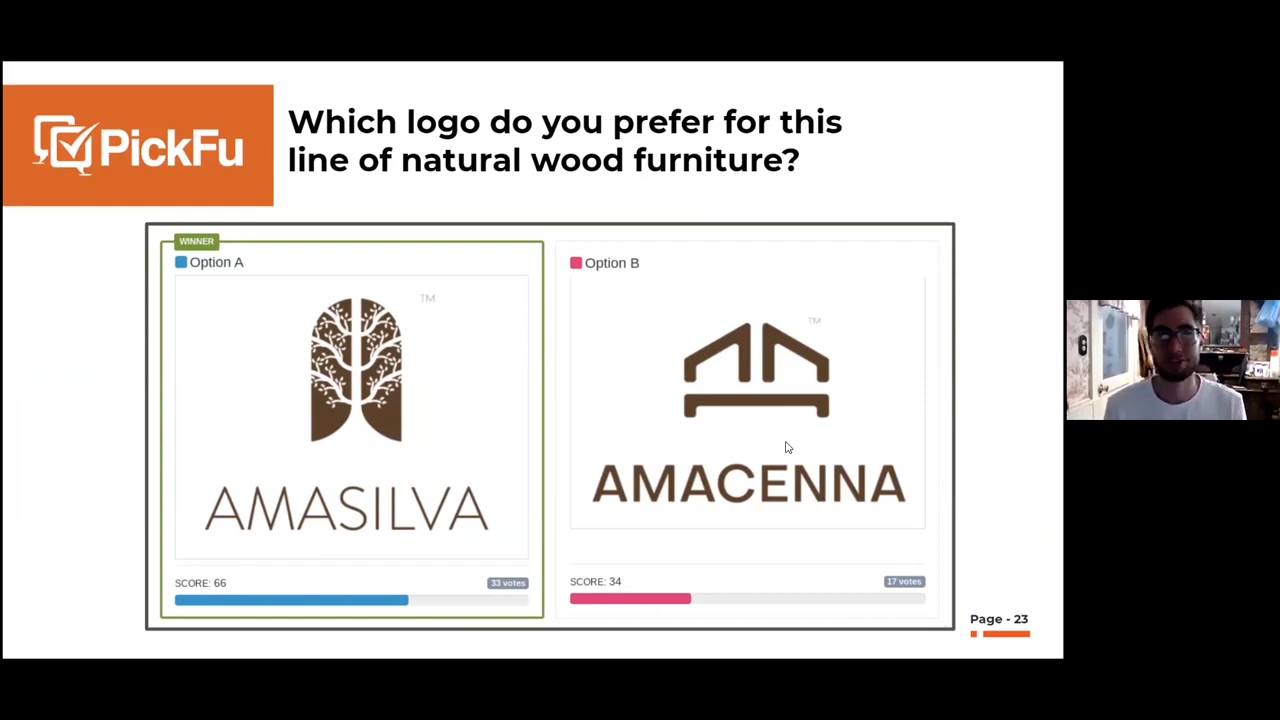 PickFu
Which logo do you prefer for this
line of natural wood furniture?
WINNER
Option A
TM
AMASILVA
SCORE: 66
33 votes
Option B
TM
AMACENNA
SCORE: 34
17 votes
Page - 23